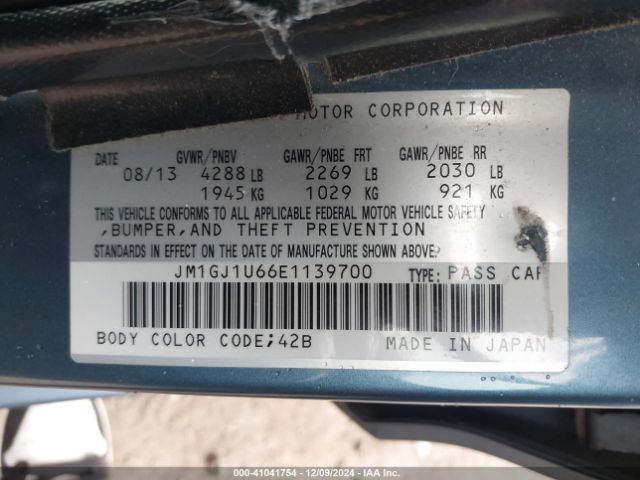 MOTOR CORPORATION
DATE GVWR/PNBV GAWR/PNBE FRT GAWR/PNBE RR
08/13 4288 LB 2269 LB 2030 LB
1945 KG 1029 KG 921 KG
THIS VEHICLE CONFORMS TO ALL APPLICABLE FEDERAL MOTOR VEHICLE SAFETY
,BUMPER,AND THEFT PREVENTION
STANDARDS IN EFFECT ON THE DATE OF MANUFACTURE SHOWN ABOVE.
JM1GJ1U66E1139700 TYPE: PASS CAR
BODY COLOR CODE;42B MADE IN JAPAN
000-41041754 - 12/09/2024 - IAA Inc.